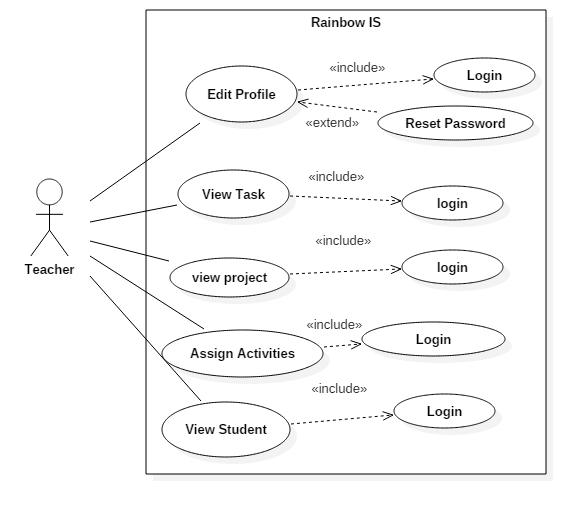 Rainbow IS
«include»
Login
Edit Profile
Reset Password
«extend»
«include»
View Task
login
«include»
view project
login
Teacher
«include»
Login
Assign Activities
«include»
Login
View Student